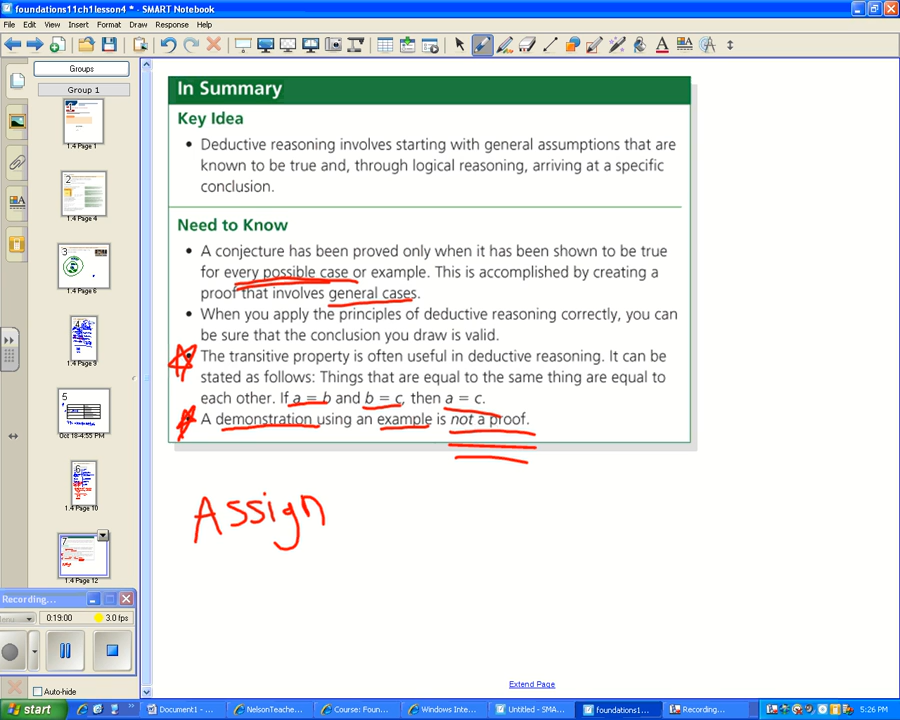 foundations11ch1lesson4 * - SMART Notebook
File Edit View Insert Format Draw Response Help
Groups
Group 1
1.4 Page 1
2
1.4 Page 4
3
1.4 Page 6
4
1.4 Page 9
5
Oct 18-4:55 PM
6
1.4 Page 10
7
1.4 Page 12
In Summary
Key Idea
• Deductive reasoning involves starting with general assumptions that are
known to be true and, through logical reasoning, arriving at a specific
conclusion.
Need to Know
• A conjecture has been proved only when it has been shown to be true
for every possible case or example. This is accomplished by creating a
proof that involves general cases.
• When you apply the principles of deductive reasoning correctly, you can
be sure that the conclusion you draw is valid.
• The transitive property is often useful in deductive reasoning. It can be
stated as follows: Things that are equal to the same thing are equal to
each other. If a = b and b = c, then a = c.
• A demonstration using an example is not a proof.
Assign
Recording...
0:19:00 3.0 fps
Auto-hide
Extend Page
start Document1 - ... NelsonTeache... Course: Foun... Windows Inte... Untitled - SMA... foundations1... Recording... 5:26 PM